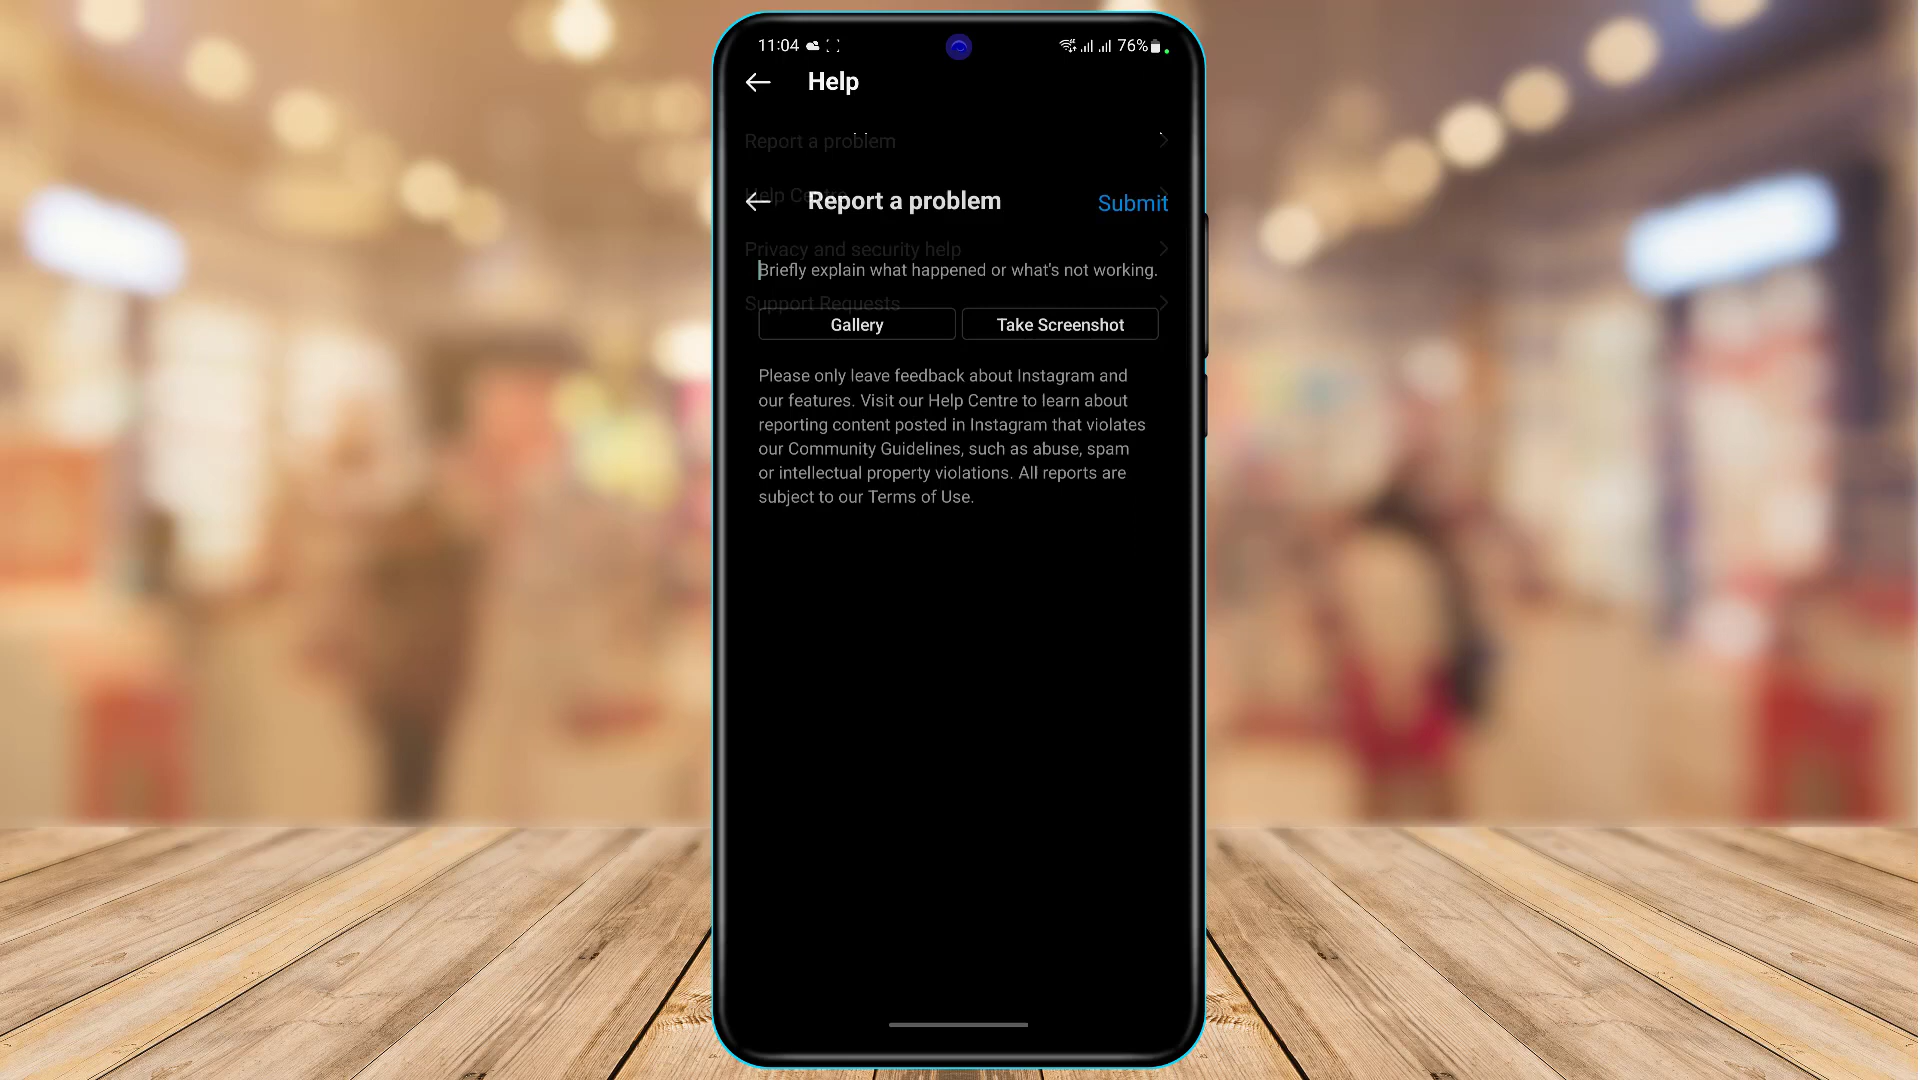 11:04 76%
Help
Report a problem
Help Centre
Report a problem Submit
Privacy and security help
Briefly explain what happened or what's not working.
Support Requests
Gallery Take Screenshot
Please only leave feedback about Instagram and
our features. Visit our Help Centre to learn about
reporting content posted in Instagram that violates
our Community Guidelines, such as abuse, spam
or intellectual property violations. All reports are
subject to our Terms of Use.